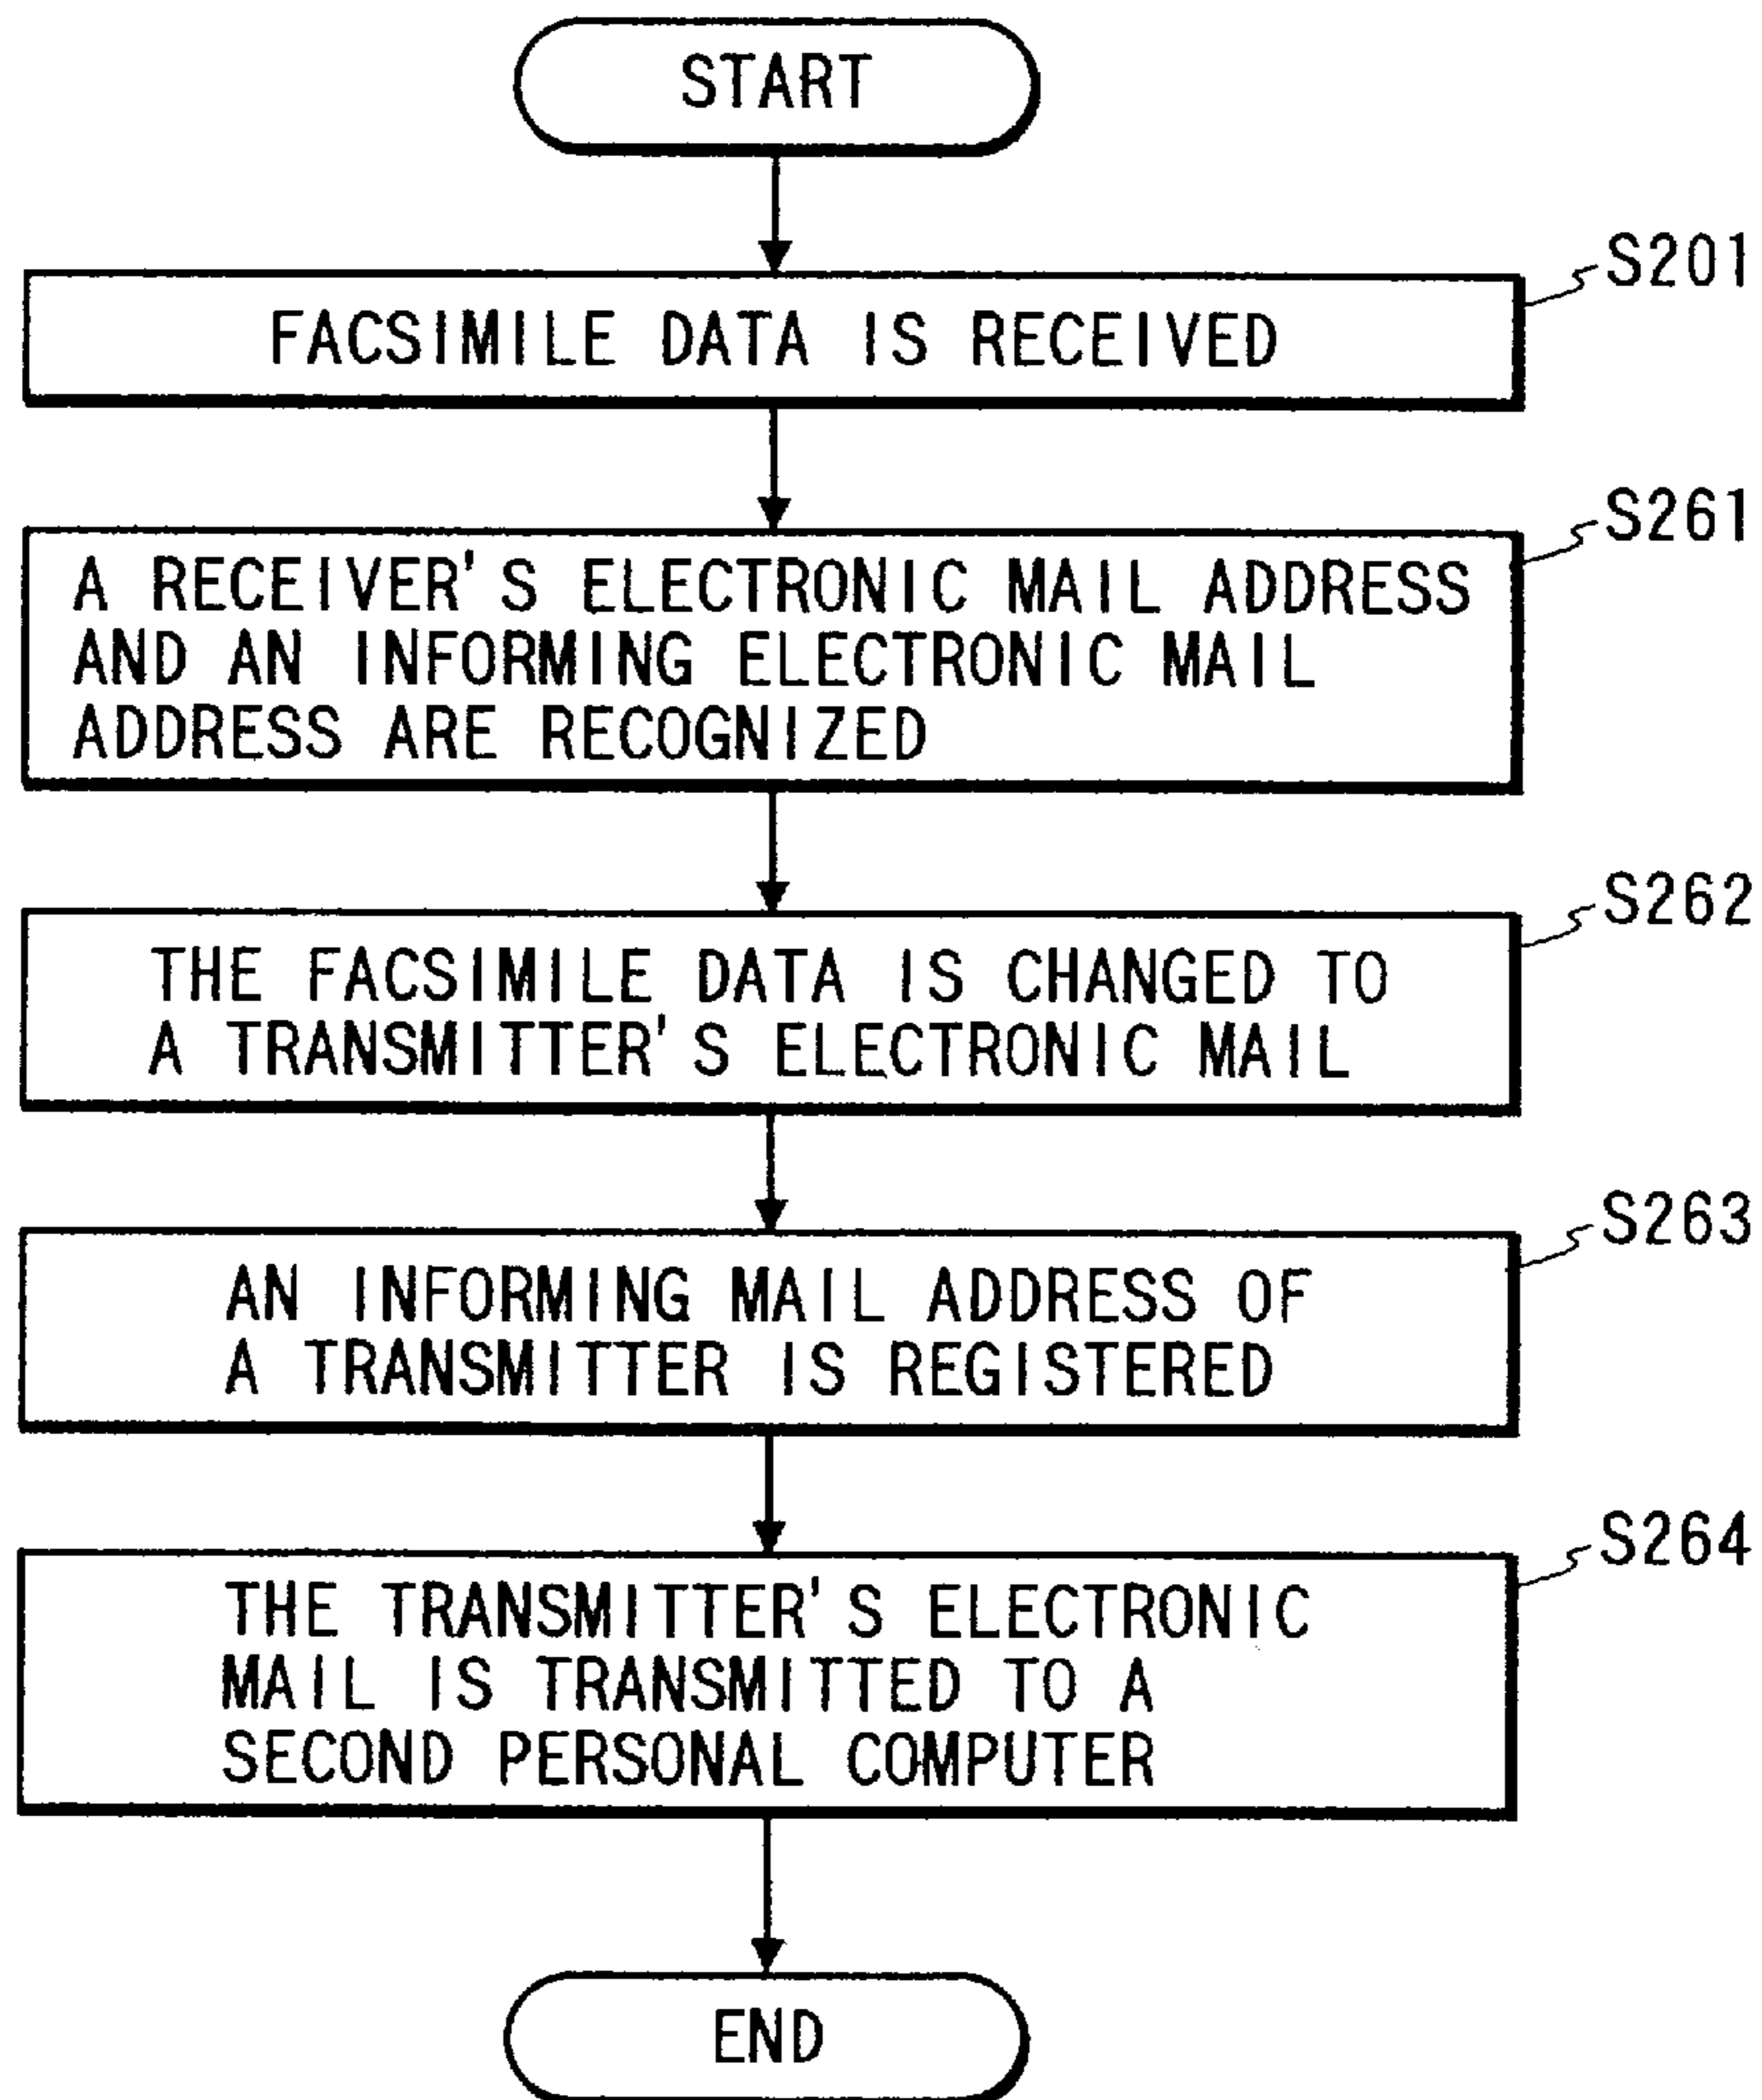 START
S201
FACSIMILE DATA IS RECEIVED
S261
A RECEIVER'S ELECTRONIC MAIL ADDRESS
AND AN INFORMING ELECTRONIC MAIL
ADDRESS ARE RECOGNIZED
S262
THE FACSIMILE DATA IS CHANGED TO
A TRANSMITTER'S ELECTRONIC MAIL
S263
AN INFORMING MAIL ADDRESS OF
A TRANSMITTER IS REGISTERED
S264
THE TRANSMITTER'S ELECTRONIC
MAIL IS TRANSMITTED TO A
SECOND PERSONAL COMPUTER
END